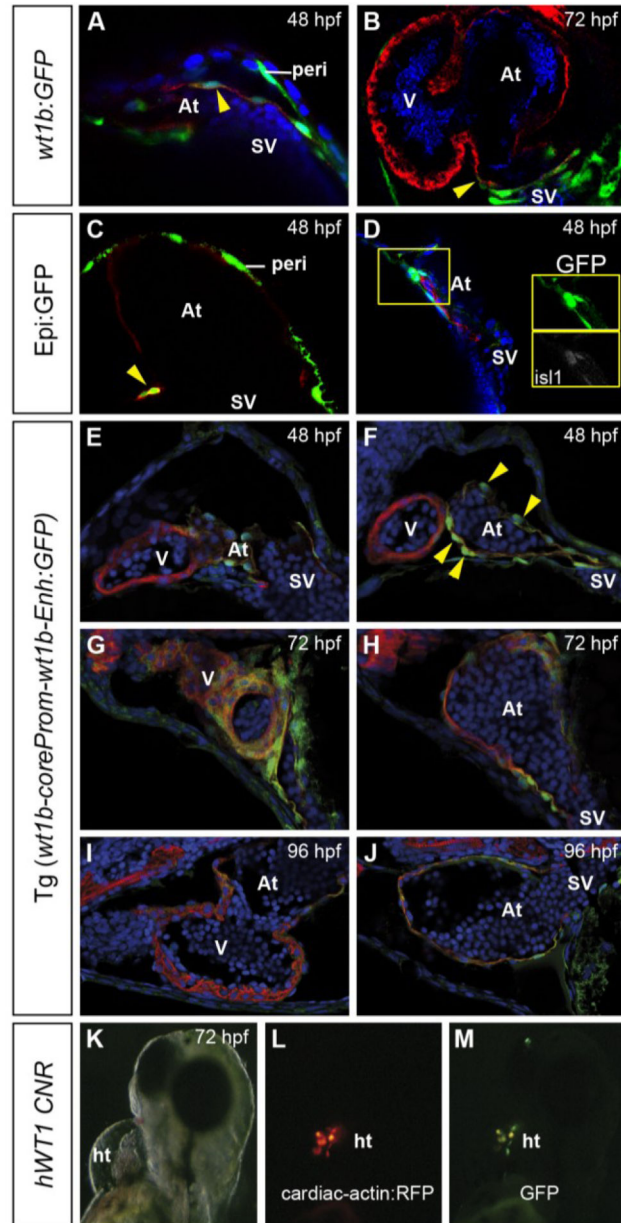 wt1b:GFP
A
48 hpf
peri
At
SV
B
72 hpf
At
V
SV
Epi:GFP
C
48 hpf
peri
At
SV
D
48 hpf
At
GFP
SV
isl1
Tg (wt1b-coreProm-wt1b-Enh:GFP)
E
48 hpf
V
At
SV
F
48 hpf
V
At
SV
G
72 hpf
V
H
72 hpf
At
SV
I
96 hpf
At
V
J
96 hpf
SV
At
hWT1 CNR
K
72 hpf
ht
L
ht
cardiac-actin:RFP
M
ht
GFP